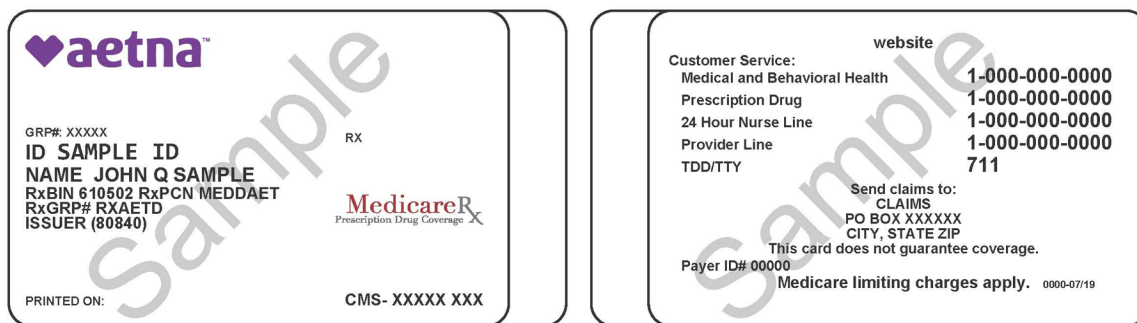 aetna™
GRP#: XXXXX
RX
ID SAMPLE ID
NAME JOHN Q SAMPLE
RxBIN 610502 RxPCN MEDDAET
RxGRP# RXAETD
ISSUER (80840)
MedicareRx
Prescription Drug Coverage
PRINTED ON:
CMS- XXXXX XXX
Sample
website
Customer Service:
Medical and Behavioral Health 1-000-000-0000
Prescription Drug 1-000-000-0000
24 Hour Nurse Line 1-000-000-0000
Provider Line 1-000-000-0000
TDD/TTY 711
Send claims to:
CLAIMS
PO BOX XXXXXX
CITY, STATE ZIP
This card does not guarantee coverage.
Payer ID# 00000
Medicare limiting charges apply. 0000-07/19
Sample